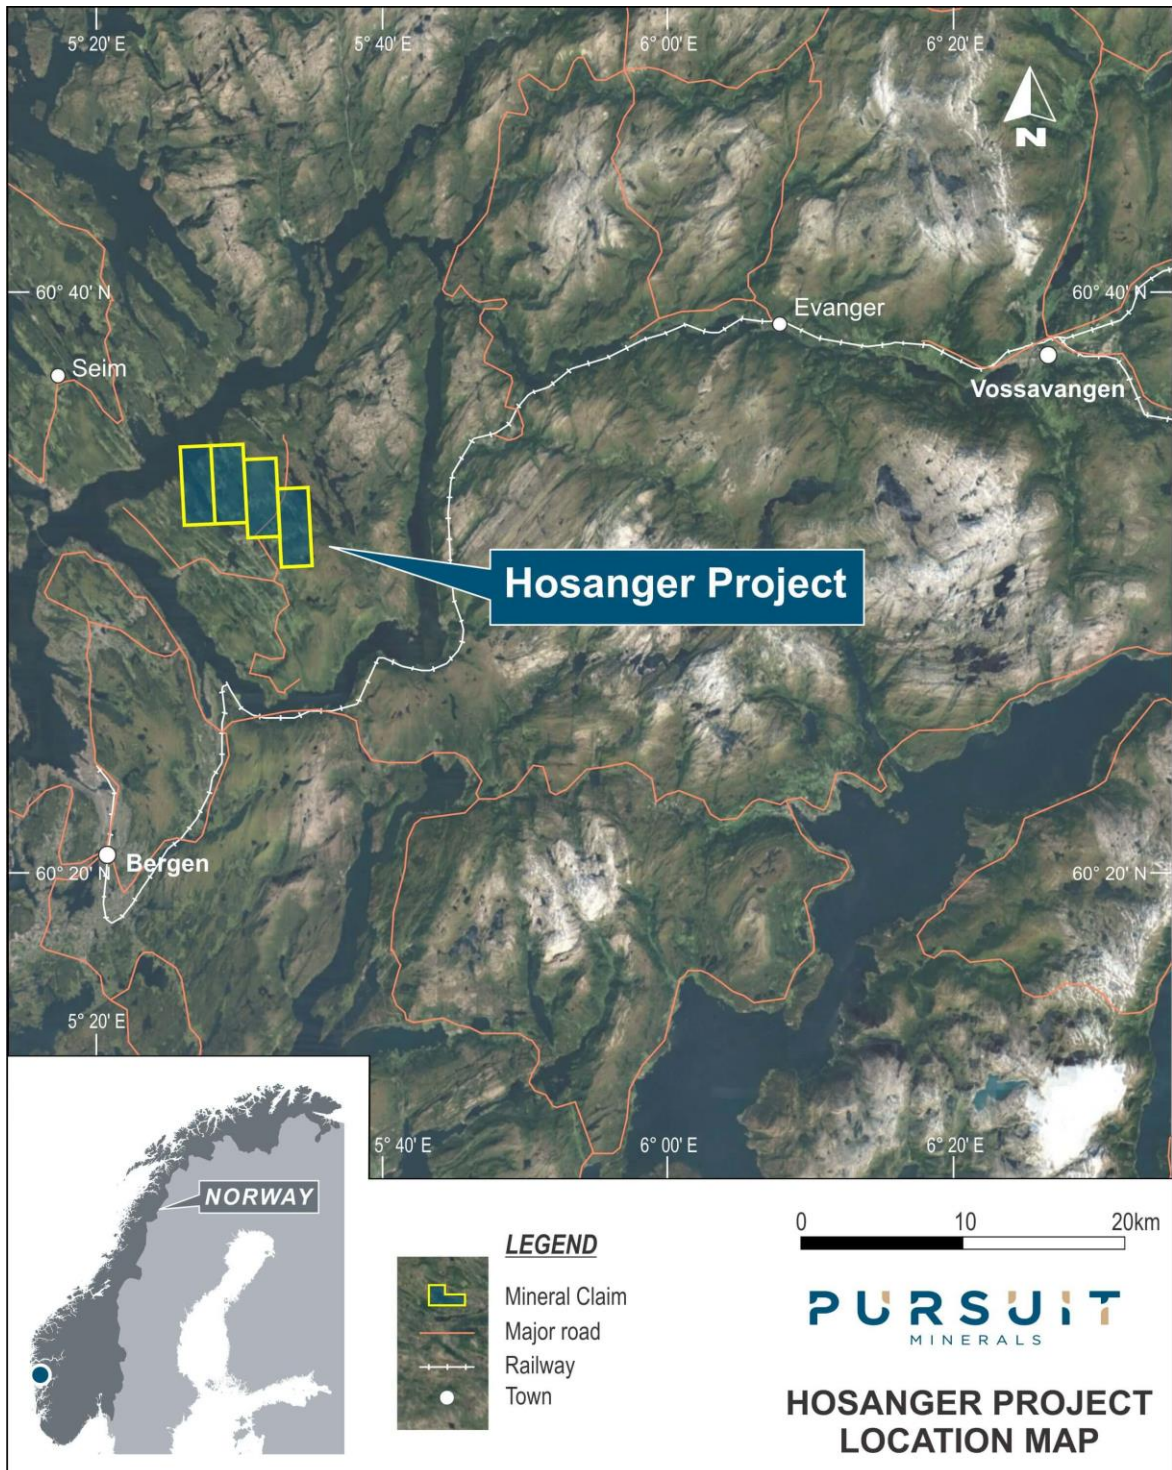 5° 20' E
5° 40' E
6° 00' E
6° 20' E
N
60° 40' N
60° 40' N
Evanger
Seim
Vossavangen
Hosanger Project
Bergen
60° 20' N
60° 20' N
5° 20' E
5° 40' E
6° 00' E
6° 20' E
NORWAY
LEGEND
Mineral Claim
Major road
Railway
Town
0 10 20km
PURSUIT
MINERALS
HOSANGER PROJECT
LOCATION MAP